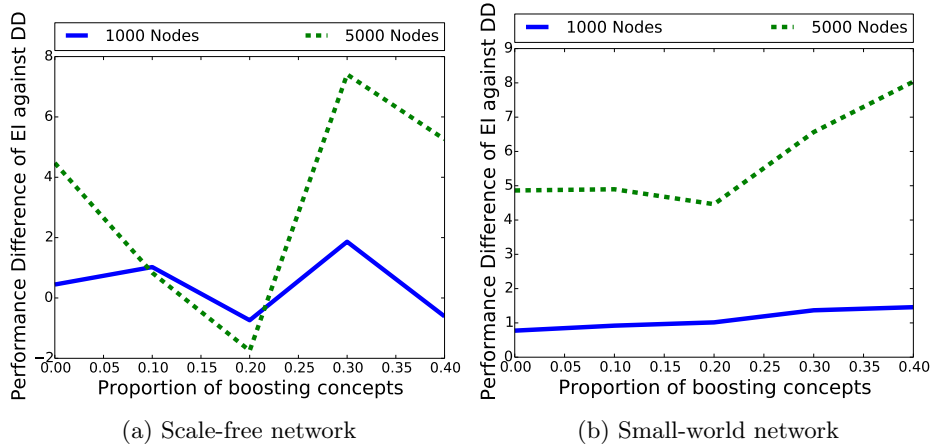 1000 Nodes 5000 Nodes
Performance Difference of EI against DD
8
6
4
2
0
−2
0.00 0.05 0.10 0.15 0.20 0.25 0.30 0.35 0.40
Proportion of boosting concepts
(a) Scale-free network
1000 Nodes 5000 Nodes
Performance Difference of EI against DD
9
8
7
6
5
4
3
2
1
0
0.00 0.05 0.10 0.15 0.20 0.25 0.30 0.35 0.40
Proportion of boosting concepts
(b) Small-world network